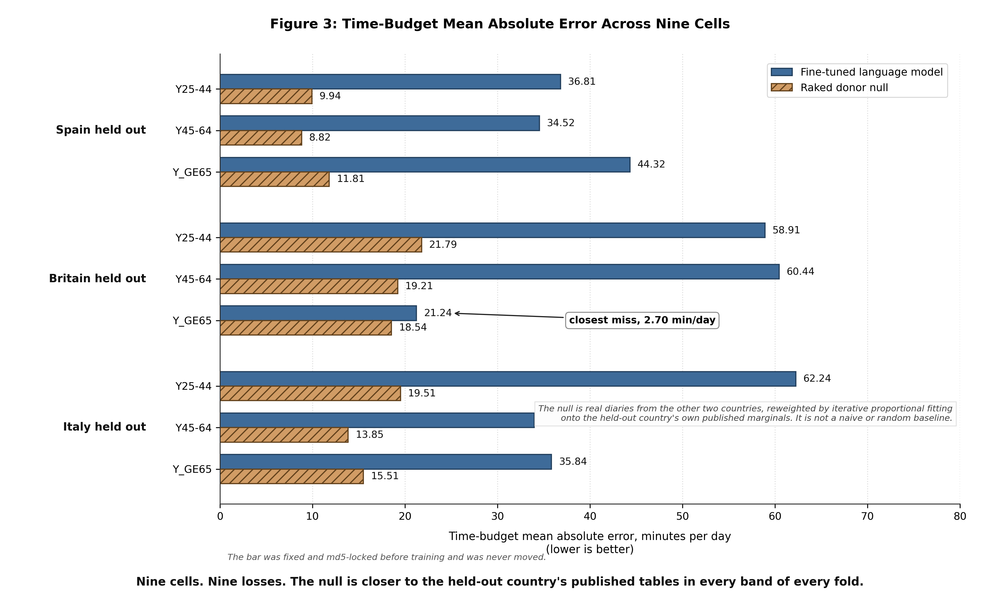 Figure 3: Time-Budget Mean Absolute Error Across Nine Cells
Fine-tuned language model
Raked donor null
Spain held out
Y25-44
36.81
9.94
Y45-64
34.52
8.82
Y_GE65
44.32
11.81
Britain held out
Y25-44
58.91
21.79
Y45-64
60.44
19.21
Y_GE65
21.24
18.54
closest miss, 2.70 min/day
Italy held out
Y25-44
62.24
19.51
The null is real diaries from the other two countries, reweighted by iterative proportional fitting
onto the held-out country's own published marginals. It is not a naive or random baseline.
Y45-64
13.85
Y_GE65
35.84
15.51
0 10 20 30 40 50 60 70 80
Time-budget mean absolute error, minutes per day
(lower is better)
The bar was fixed and md5-locked before training and was never moved.
Nine cells. Nine losses. The null is closer to the held-out country's published tables in every band of every fold.